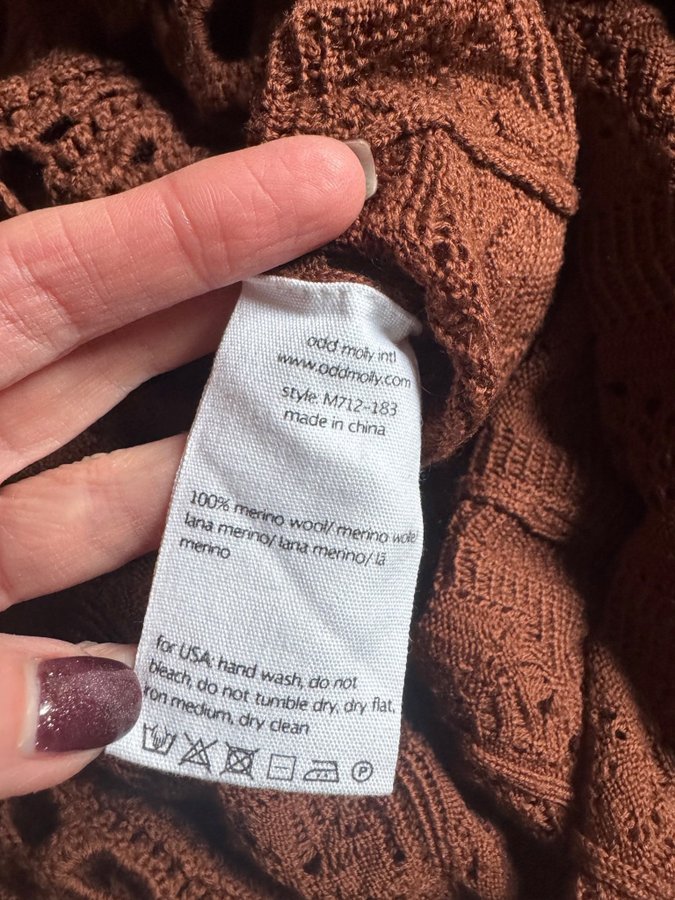 odd molly intl
www.oddmolly.com
style: M712-183
made in china
100% merino wool/ merino wolle/
lana merino/ lana merino/ lã
merino
for USA: hand wash, do not
bleach, do not tumble dry, dry flat,
iron medium, dry clean
P